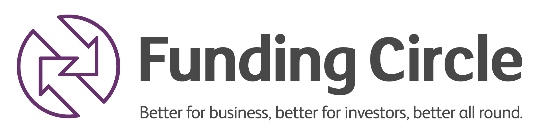 Funding Circle
Better for business, better for investors, better all round.